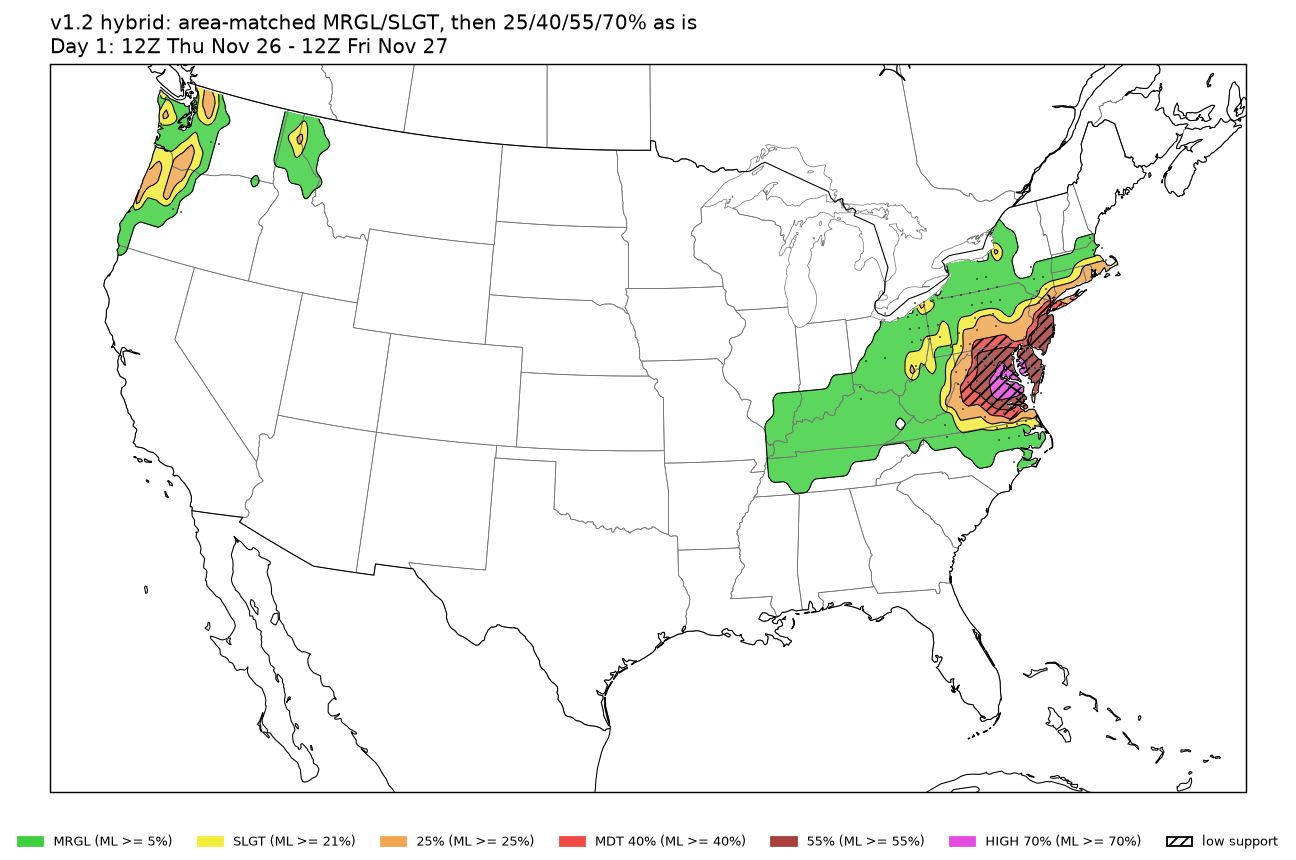 v1.2 hybrid: area-matched MRGL/SLGT, then 25/40/55/70% as is
Day 1: 12Z Thu Nov 26 - 12Z Fri Nov 27
MRGL (ML >= 5%) SLGT (ML >= 21%) 25% (ML >= 25%) MDT 40% (ML >= 40%) 55% (ML >= 55%) HIGH 70% (ML >= 70%) low support